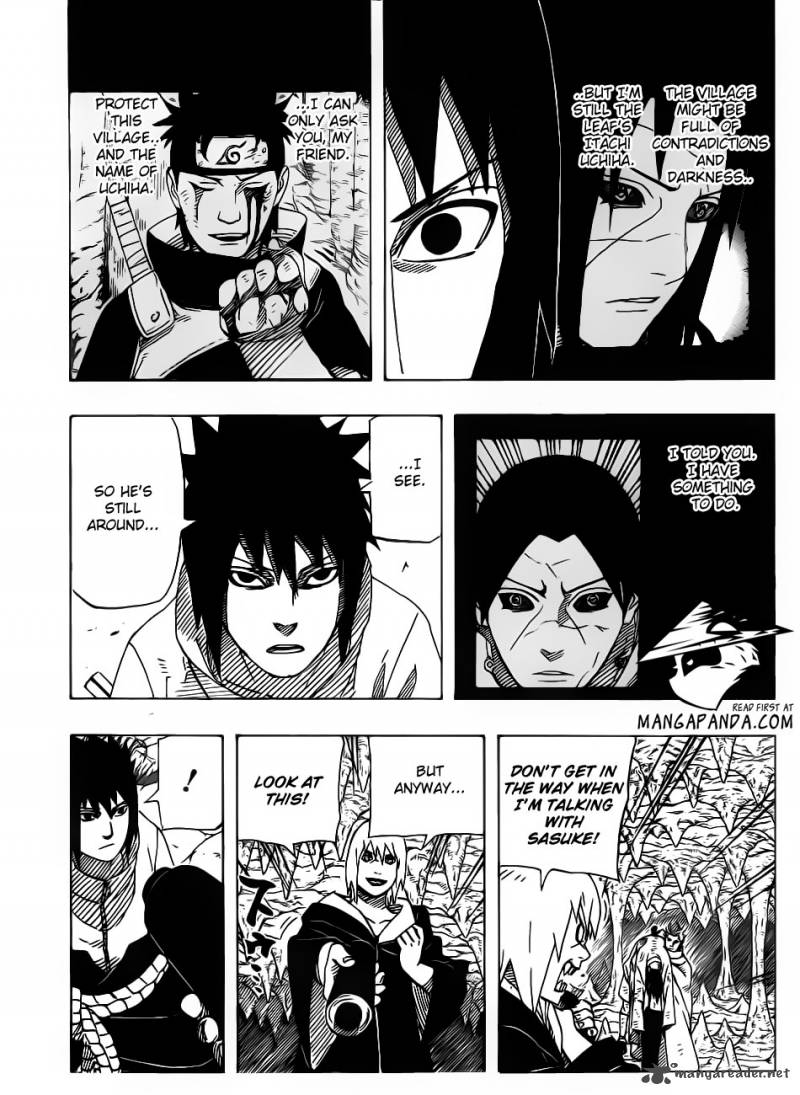 THE VILLAGE
MIGHT BE
FULL OF
CONTRADICTIONS
AND
DARKNESS..
..BUT I'M
STILL THE
LEAF'S
ITACHI
UCHIHA.
...I CAN
ONLY ASK
YOU, MY
FRIEND.
PROTECT
THIS
VILLAGE..
AND THE
NAME OF
UCHIHA.
I TOLD YOU.
I HAVE
SOMETHING
TO DO.
...I
SEE.
SO HE'S
STILL
AROUND...
READ FIRST AT
MANGAPANDA.COM
DON'T GET IN
THE WAY WHEN
I'M TALKING
WITH
SASUKE!
BUT
ANYWAY...
LOOK AT
THIS!
!
mangareader.net